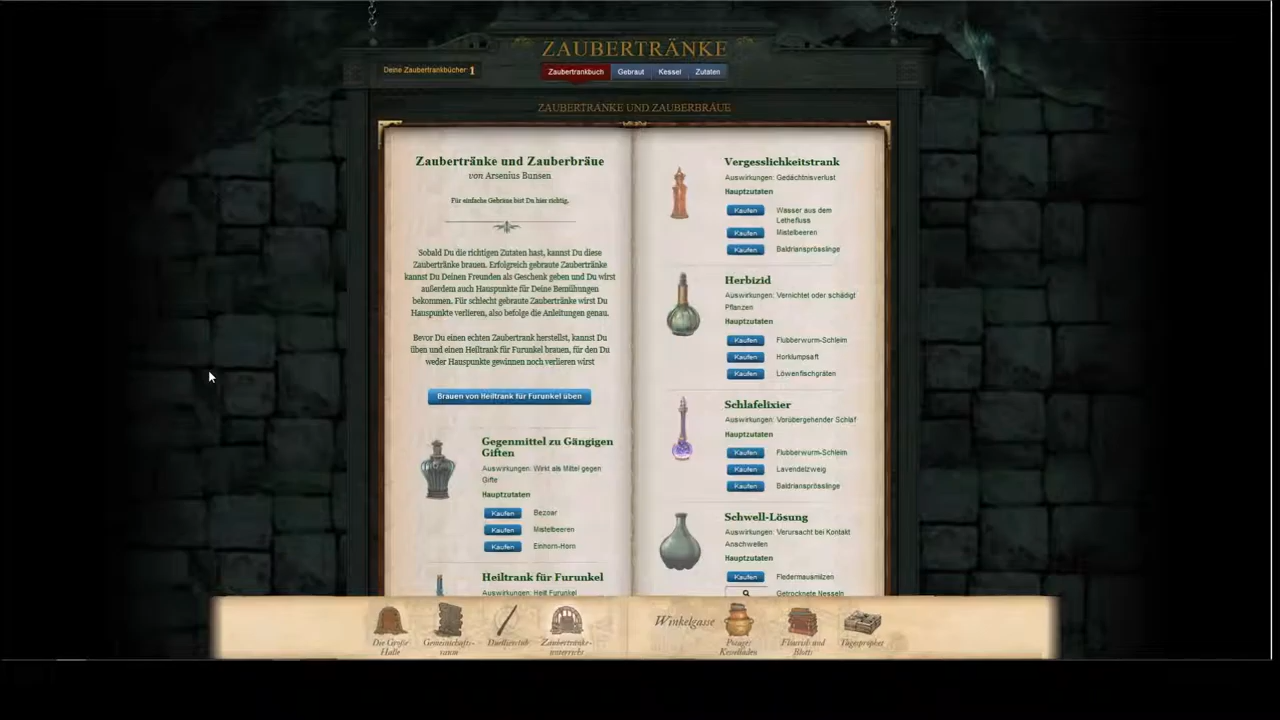 ZAUBERTRÄNKE
Deine Zaubertrankbücher: 1
Zaubertrankbuch
Gebraut
Kessel
Zutaten
ZAUBERTRÄNKE UND ZAUBERBRÄUE
Zaubertränke und Zauberbräue
von Arsenius Bunsen
Für einfache Gebräue bist Du hier richtig.
Sobald Du die richtigen Zutaten hast, kannst Du diese
Zaubertränke brauen. Erfolgreich gebraute Zaubertränke
kannst Du Deinen Freunden als Geschenk geben und Du wirst
außerdem auch Hauspunkte für Deine Bemühungen
bekommen. Für schlecht gebraute Zaubertränke wirst Du
Hauspunkte verlieren, also befolge die Anleitungen genau.
Bevor Du einen echten Zaubertrank herstellst, kannst Du
üben und einen Heiltrank für Furunkel brauen, für den Du
weder Hauspunkte gewinnen noch verlieren wirst
Brauen von Heiltrank für Furunkel üben
Gegenmittel zu Gängigen
Giften
Auswirkungen: Wirkt als Mittel gegen
Gifte
Hauptzutaten
Kaufen Bezoar
Kaufen Mistelbeeren
Kaufen Einhorn-Horn
Heiltrank für Furunkel
Auswirkungen: Heilt Furunkel
Vergesslichkeitstrank
Auswirkungen: Gedächtnisverlust
Hauptzutaten
Kaufen Wasser aus dem
Lethefluss
Kaufen Mistelbeeren
Kaufen Baldriansprösslinge
Herbizid
Auswirkungen: Vernichtet oder schädigt
Pflanzen
Hauptzutaten
Kaufen Flubberwurm-Schleim
Kaufen Horklumpsaft
Kaufen Löwenfischgräten
Schlafelixier
Auswirkungen: Vorübergehender Schlaf
Hauptzutaten
Kaufen Flubberwurm-Schleim
Kaufen Lavendelzweig
Kaufen Baldriansprösslinge
Schwell-Lösung
Auswirkungen: Verursacht bei Kontakt
Anschwellen
Hauptzutaten
Kaufen Fledermausmilzen
Getrocknete Nesseln
Die Große
Halle
Gemeinschafts-
raum
Duellierclub
Zaubertränke-
unterricht
Winkelgasse
Potages
Kesselladen
Flourish und
Blotts
Tagesprophet